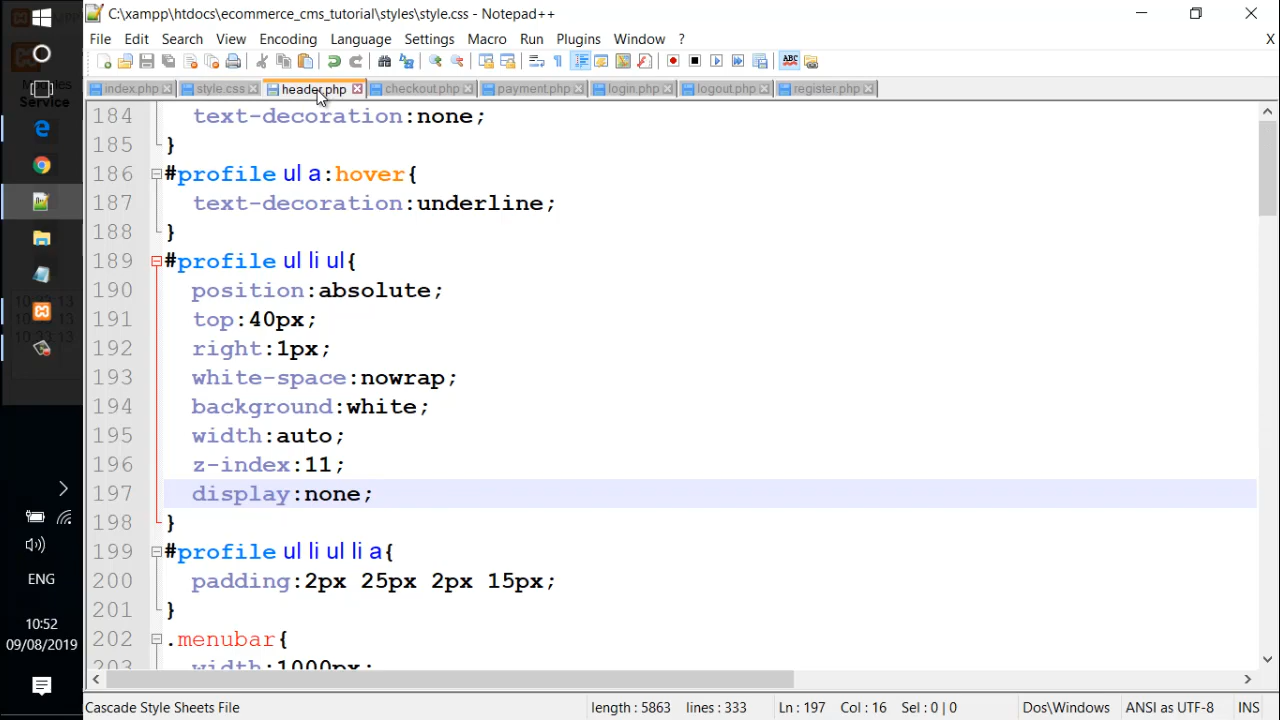 C:\xampp\htdocs\ecommerce_cms_tutorial\styles\style.css - Notepad++
File Edit Search View Encoding Language Settings Macro Run Plugins Window ? X
index.php style.css header.php checkout.php payment.php login.php logout.php register.php
184 text-decoration:none;
185 }
186 #profile ul a:hover{
187 text-decoration:underline;
188 }
189 #profile ul li ul{
190 position:absolute;
191 top:40px;
192 right:1px;
193 white-space:nowrap;
194 background:white;
195 width:auto;
196 z-index:11;
197 display:none;
198 }
199 #profile ul li ul li a{
200 padding:2px 25px 2px 15px;
201 }
202 .menubar{
203 width:1000px;
Service
ENG
10:52
09/08/2019
Cascade Style Sheets File length : 5863 lines : 333 Ln : 197 Col : 16 Sel : 0 | 0 Dos\Windows ANSI as UTF-8 INS